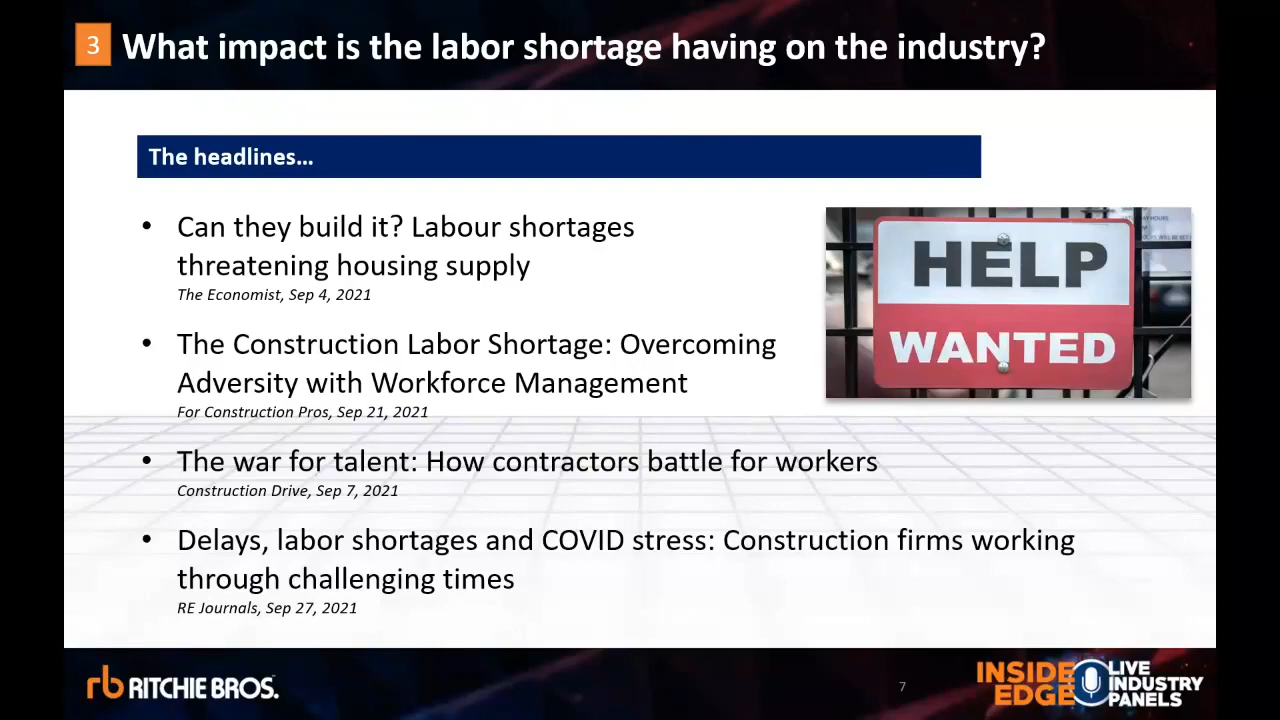 3 What impact is the labor shortage having on the industry?
The headlines...
• Can they build it? Labour shortages
threatening housing supply
The Economist, Sep 4, 2021
• The Construction Labor Shortage: Overcoming
Adversity with Workforce Management
For Construction Pros, Sep 21, 2021
HELP
WANTED
• The war for talent: How contractors battle for workers
Construction Drive, Sep 7, 2021
• Delays, labor shortages and COVID stress: Construction firms working
through challenging times
RE Journals, Sep 27, 2021
rb RITCHIE BROS.
7
INSIDE
EDGE
LIVE
INDUSTRY
PANELS